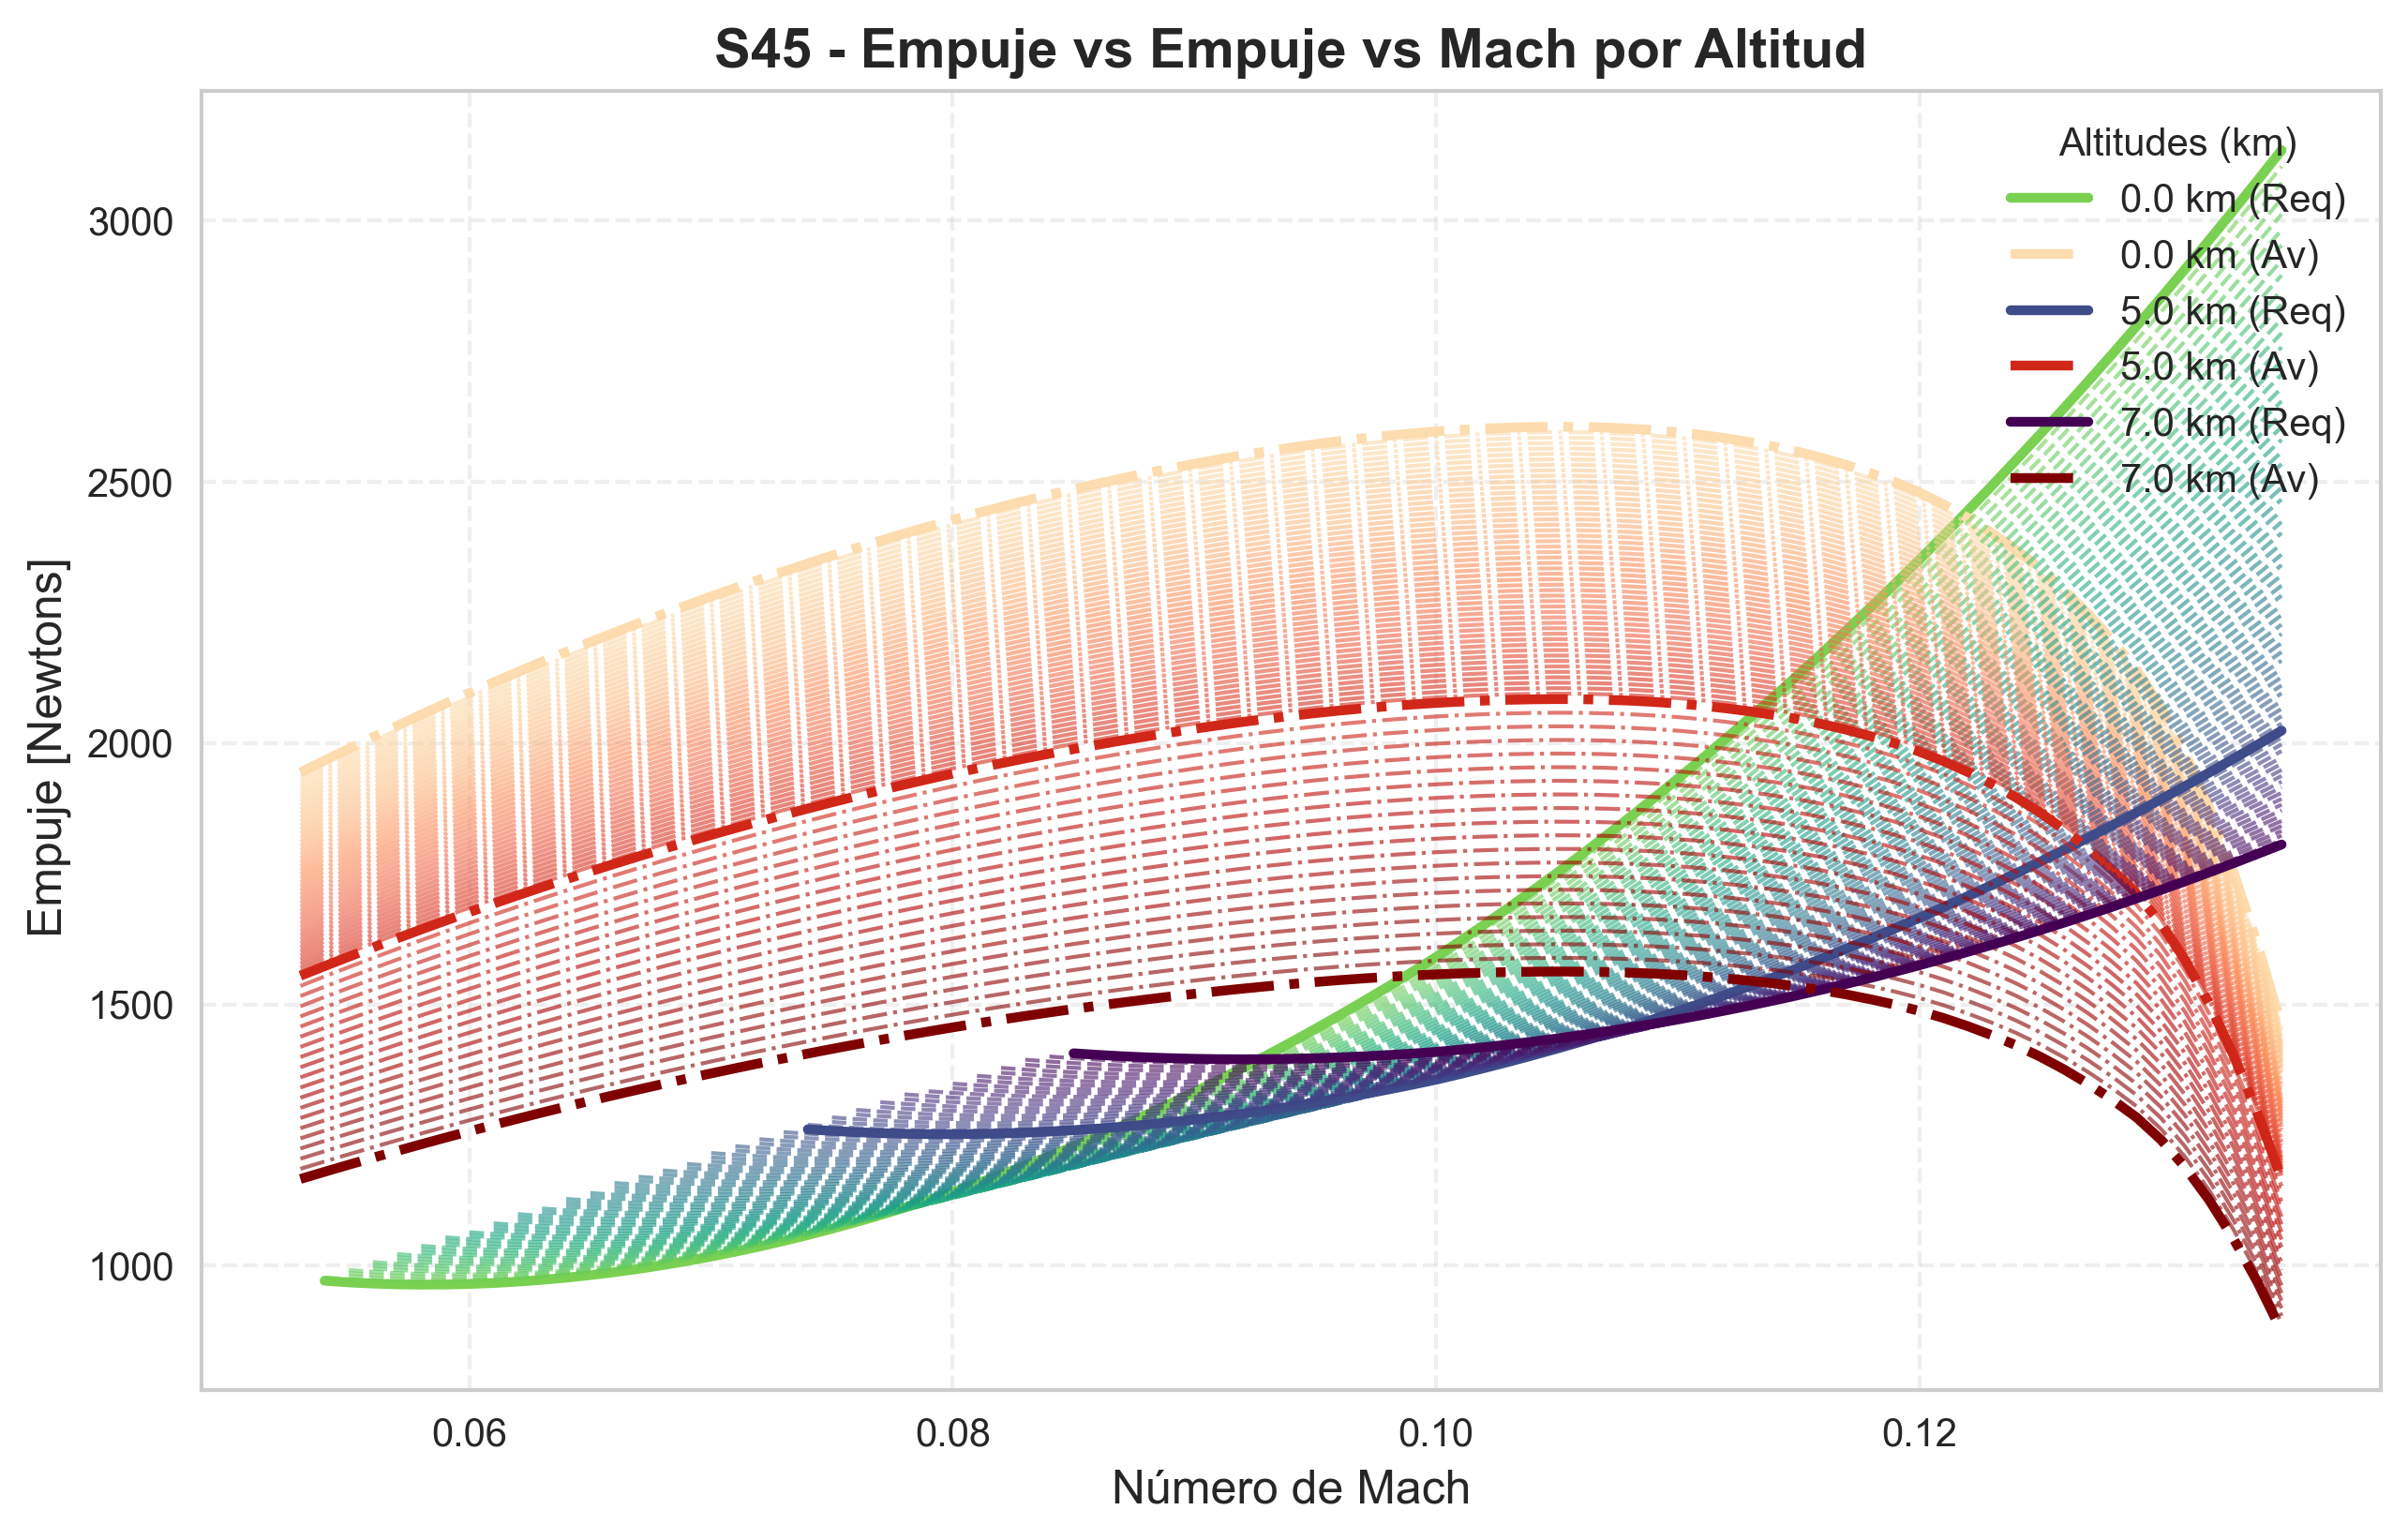 S45 - Empuje vs Empuje vs Mach por Altitud
Altitudes (km)
0.0 km (Req)
0.0 km (Av)
5.0 km (Req)
5.0 km (Av)
7.0 km (Req)
7.0 km (Av)
Empuje [Newtons]
3000
2500
2000
1500
1000
0.06 0.08 0.10 0.12
Número de Mach